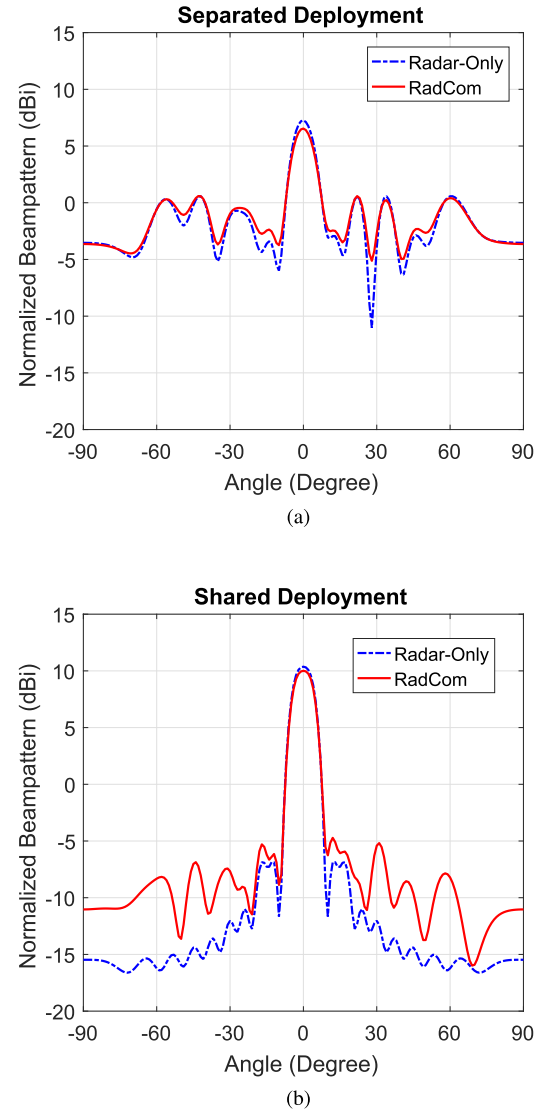 Separated Deployment
15
10
5
0
-5
-10
-15
-20
Normalized Beampattern (dBi)
Radar-Only
RadCom
-90 -60 -30 0 30 60 90
Angle (Degree)
(a)
Shared Deployment
15
10
5
0
-5
-10
-15
-20
Normalized Beampattern (dBi)
Radar-Only
RadCom
-90 -60 -30 0 30 60 90
Angle (Degree)
(b)